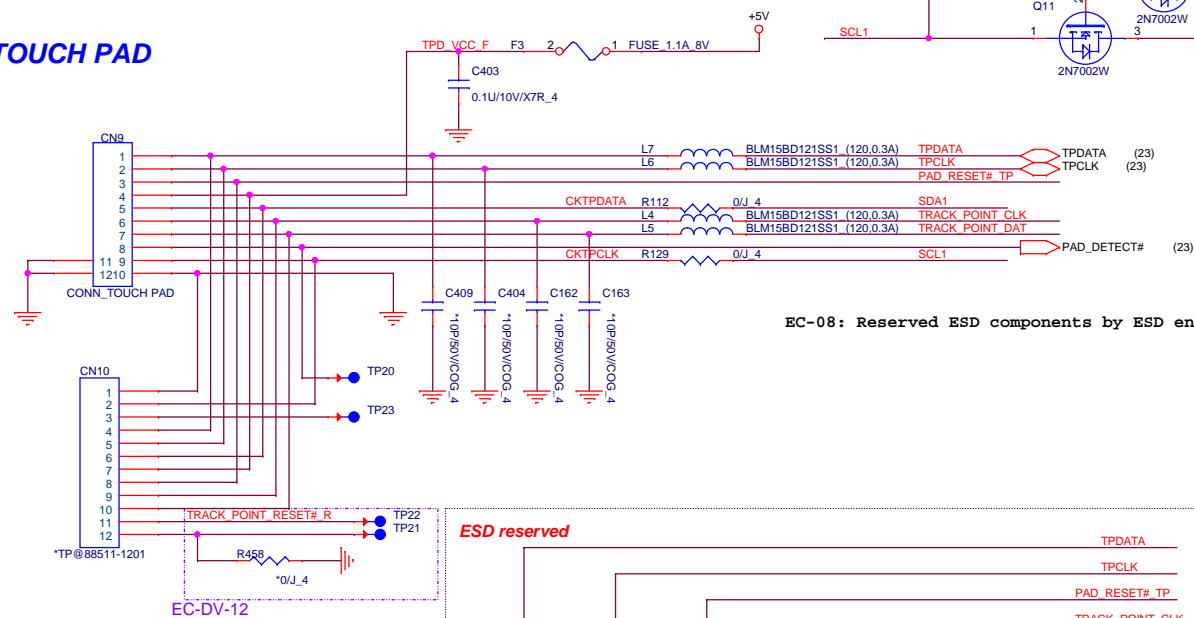 TOUCH PAD
+5V
TPD_VCC_F F3 2 1 FUSE_1.1A_8V
C403
0.1U/10V/X7R_4
SCL1
Q11
1 3
2
2N7002W
2N7002W
CN9
1
2
3
4
5
6
7
8
11 9
1210
CONN_TOUCH PAD
L7 BLM15BD121SS1_(120,0.3A) TPDATA TPDATA (23)
L6 BLM15BD121SS1_(120,0.3A) TPCLK TPCLK (23)
PAD_RESET#_TP
CKTPDATA R112 0/J_4 SDA1
L4 BLM15BD121SS1_(120,0.3A) TRACK_POINT_CLK
L5 BLM15BD121SS1_(120,0.3A) TRACK_POINT_DAT
PAD_DETECT# (23)
CKTPCLK R129 0/J_4 SCL1
C409 C404 C162 C163
*10P/50V/COG_4 *10P/50V/COG_4 *10P/50V/COG_4 *10P/50V/COG_4
EC-08: Reserved ESD components by ESD en
CN10
1
2
3
4
5
6
7
8
9
10
11
12
*TP@88511-1201
TP20
TP23
TRACK_POINT_RESET#_R TP22
TP21
R458
*0/J_4
EC-DV-12
ESD reserved
TPDATA
TPCLK
PAD_RESET#_TP
TRACK_POINT_CLK